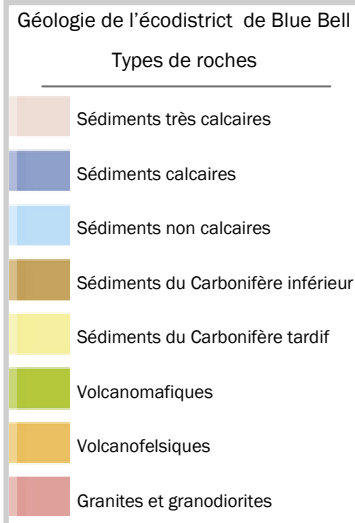 Géologie de l'écodistrict de Blue Bell
Types de roches
Sédiments très calcaires
Sédiments calcaires
Sédiments non calcaires
Sédiments du Carbonifère inférieur
Sédiments du Carbonifère tardif
Volcanomafiques
Volcanofelsiques
Granites et granodiorites